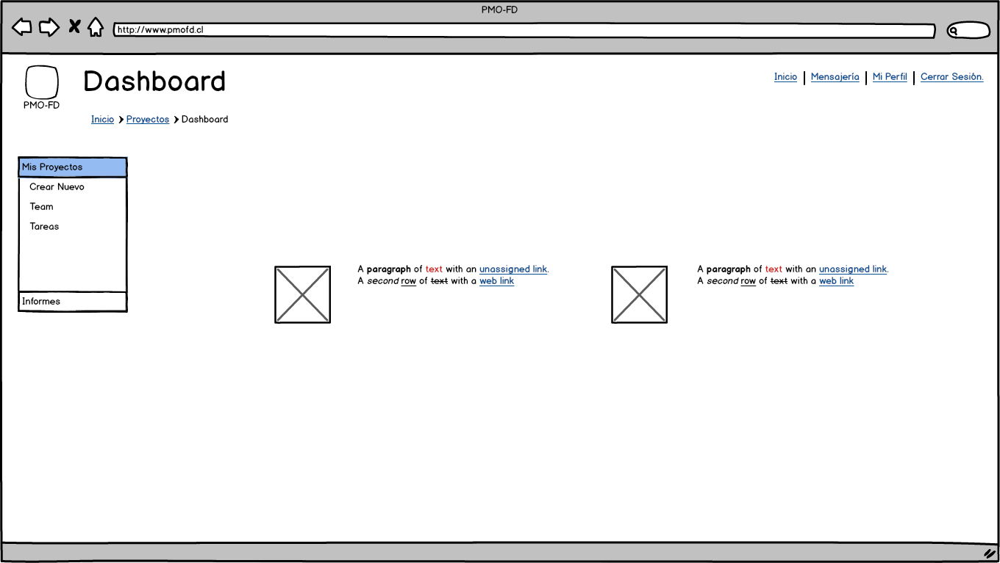 PMO-FD
http://www.pmofd.cl
Dashboard
Inicio Mensajería Mi Perfil Cerrar Sesión.
PMO-FD
Inicio Proyectos Dashboard
Mis Proyectos
Crear Nuevo
Team
Tareas
Informes
A paragraph of text with an unassigned link.
A second row of text with a web link
A paragraph of text with an unassigned link.
A second row of text with a web link